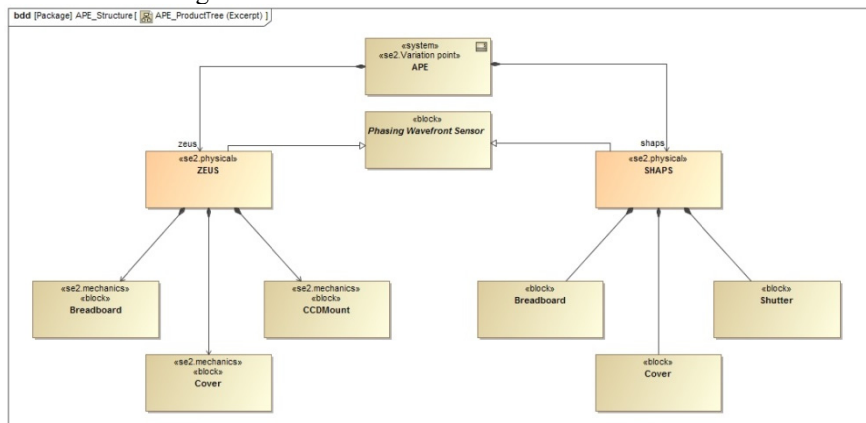 bdd [Package] APE_Structure [ APE_ProductTree (Excerpt) ]
«system»
«se2.Variation point»
APE
«block»
Phasing Wavefront Sensor
zeus
shaps
«se2.physical»
ZEUS
«se2.physical»
SHAPS
«se2.mechanics»
«block»
Breadboard
«se2.mechanics»
«block»
CCDMount
«block»
Breadboard
«block»
Shutter
«se2.mechanics»
«block»
Cover
«block»
Cover